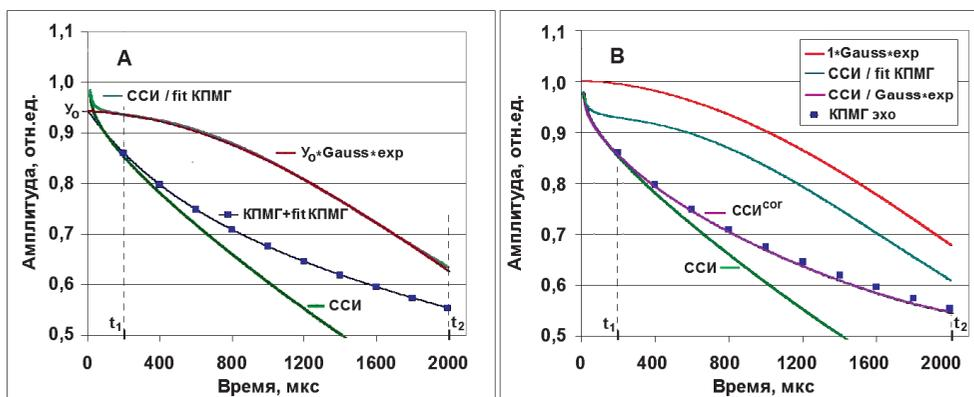 A
Амплитуда, отн.ед.
1,1
1,0
Yo
0,9
0,8
0,7
0,6
0,5
ССИ / fit КПМГ
Yo*Gauss*exp
КПМГ+fit КПМГ
ССИ
t1
t2
0 400 800 1200 1600 2000
Время, мкс
B
Амплитуда, отн.ед.
1,1
1,0
0,9
0,8
0,7
0,6
0,5
1*Gauss*exp
ССИ / fit КПМГ
ССИ / Gauss*exp
КПМГ эхо
ССИcor
ССИ
t1
t2
0 400 800 1200 1600 2000
Время, мкс